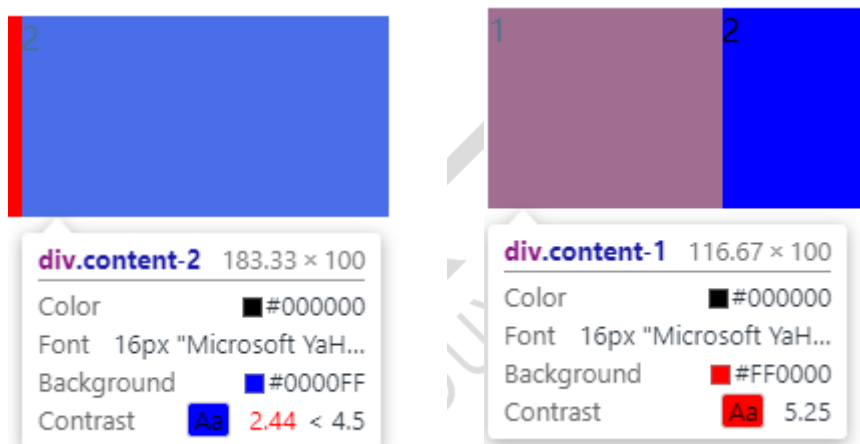 2
div.content-2 183.33 × 100
Color #000000
Font 16px "Microsoft YaH...
Background #0000FF
Contrast Aa 2.44 < 4.5
1 2
div.content-1 116.67 × 100
Color #000000
Font 16px "Microsoft YaH...
Background #FF0000
Contrast Aa 5.25